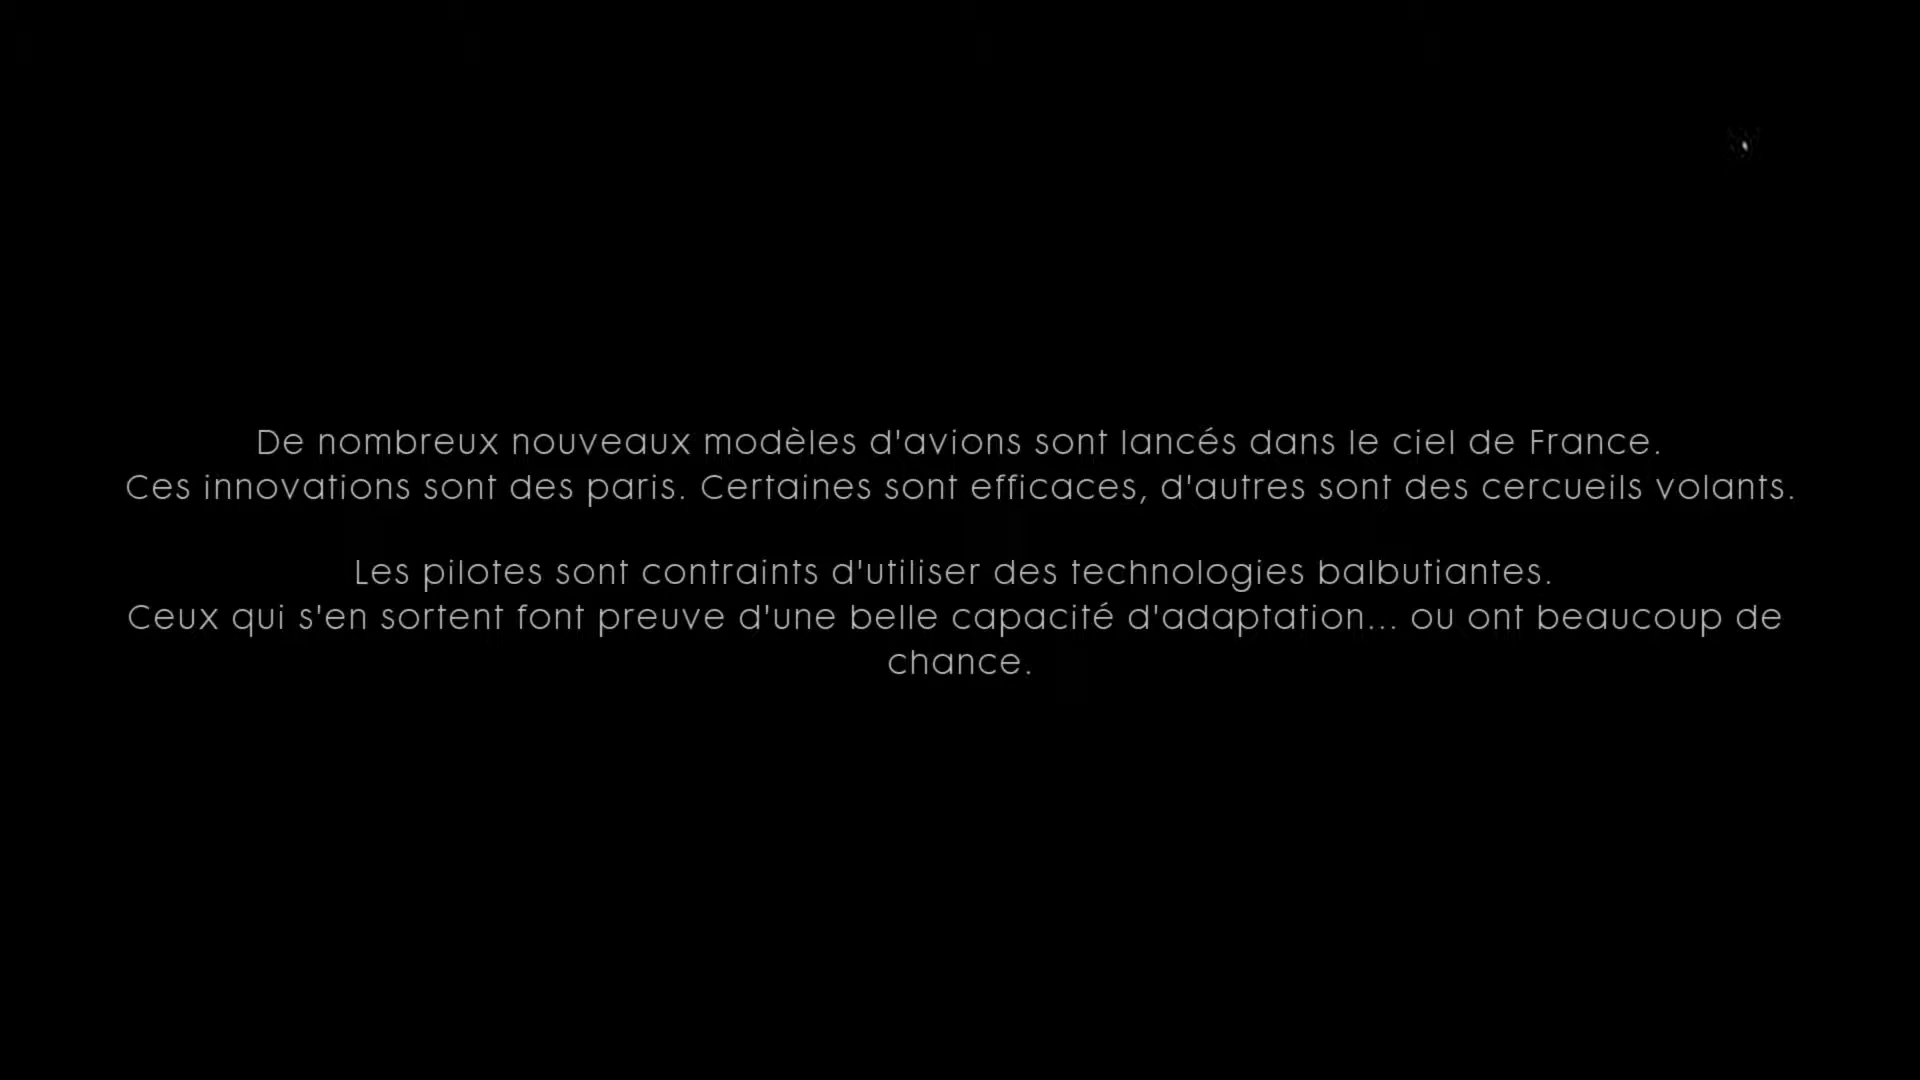 De nombreux nouveaux modèles d'avions sont lancés dans le ciel de France.
Ces innovations sont des paris. Certaines sont efficaces, d'autres sont des cercueils volants.
Les pilotes sont contraints d'utiliser des technologies balbutiantes.
Ceux qui s'en sortent font preuve d'une belle capacité d'adaptation... ou ont beaucoup de
chance.